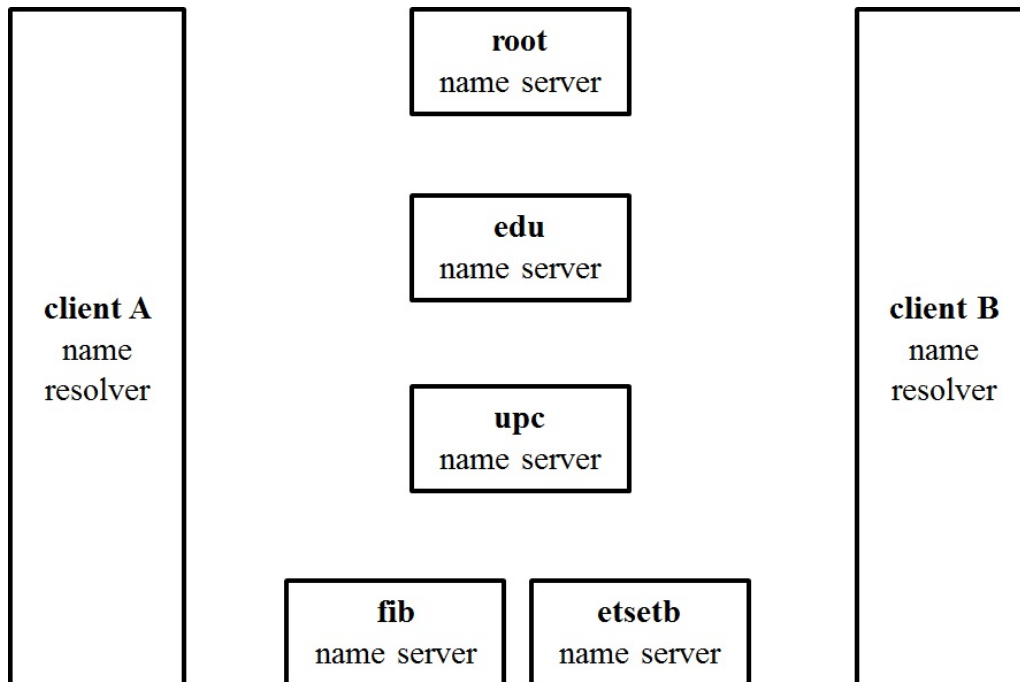 root
name server
edu
name server
client A
name
resolver
client B
name
resolver
upc
name server
fib
name server
etsetb
name server